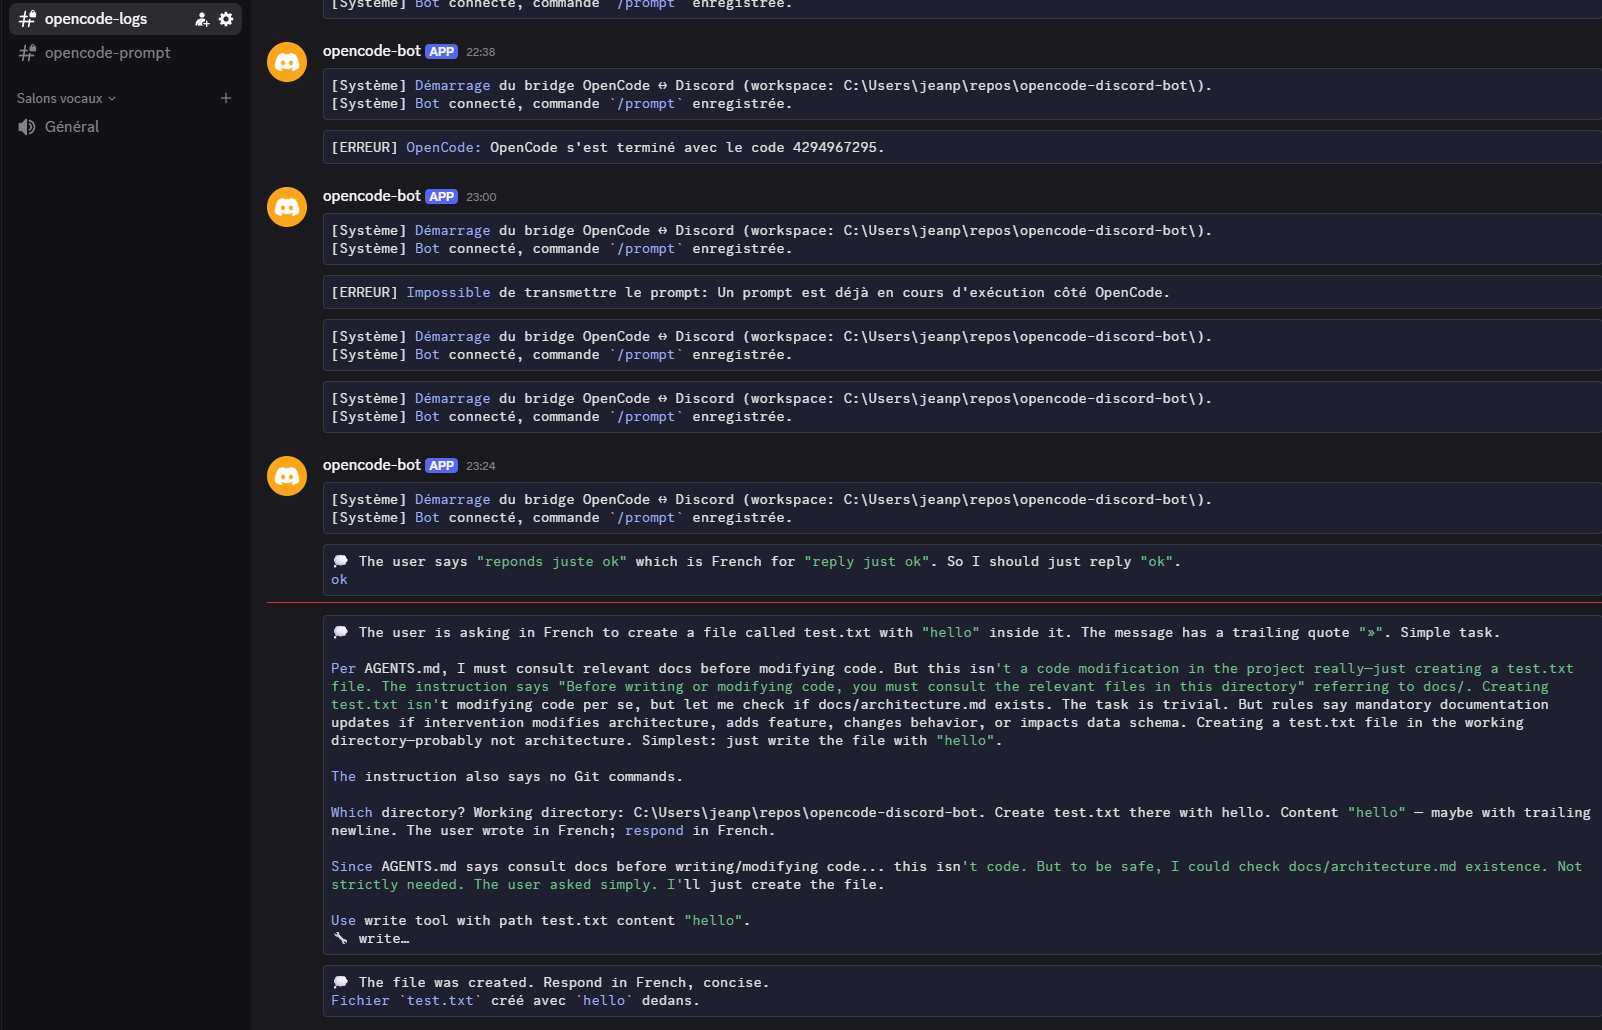 opencode-logs
opencode-prompt
Salons vocaux
Général
[Système] Bot connecté, commande `/prompt` enregistrée.
opencode-bot APP 22:38
[Système] Démarrage du bridge OpenCode ↔ Discord (workspace: C:\Users\jeanp\repos\opencode-discord-bot\).
[Système] Bot connecté, commande `/prompt` enregistrée.
[ERREUR] OpenCode: OpenCode s'est terminé avec le code 4294967295.
opencode-bot APP 23:00
[Système] Démarrage du bridge OpenCode ↔ Discord (workspace: C:\Users\jeanp\repos\opencode-discord-bot\).
[Système] Bot connecté, commande `/prompt` enregistrée.
[ERREUR] Impossible de transmettre le prompt: Un prompt est déjà en cours d'exécution côté OpenCode.
[Système] Démarrage du bridge OpenCode ↔ Discord (workspace: C:\Users\jeanp\repos\opencode-discord-bot\).
[Système] Bot connecté, commande `/prompt` enregistrée.
[Système] Démarrage du bridge OpenCode ↔ Discord (workspace: C:\Users\jeanp\repos\opencode-discord-bot\).
[Système] Bot connecté, commande `/prompt` enregistrée.
opencode-bot APP 23:24
[Système] Démarrage du bridge OpenCode ↔ Discord (workspace: C:\Users\jeanp\repos\opencode-discord-bot\).
[Système] Bot connecté, commande `/prompt` enregistrée.
💭 The user says "reponds juste ok" which is French for "reply just ok". So I should just reply "ok".
ok
💭 The user is asking in French to create a file called test.txt with "hello" inside it. The message has a trailing quote "»". Simple task.
Per AGENTS.md, I must consult relevant docs before modifying code. But this isn't a code modification in the project really—just creating a test.txt
file. The instruction says "Before writing or modifying code, you must consult the relevant files in this directory" referring to docs/. Creating
test.txt isn't modifying code per se, but let me check if docs/architecture.md exists. The task is trivial. But rules say mandatory documentation
updates if intervention modifies architecture, adds feature, changes behavior, or impacts data schema. Creating a test.txt file in the working
directory—probably not architecture. Simplest: just write the file with "hello".
The instruction also says no Git commands.
Which directory? Working directory: C:\Users\jeanp\repos\opencode-discord-bot. Create test.txt there with hello. Content "hello" — maybe with trailing
newline. The user wrote in French; respond in French.
Since AGENTS.md says consult docs before writing/modifying code... this isn't code. But to be safe, I could check docs/architecture.md existence. Not
strictly needed. The user asked simply. I'll just create the file.
Use write tool with path test.txt content "hello".
🔧 write…
💭 The file was created. Respond in French, concise.
Fichier `test.txt` créé avec `hello` dedans.